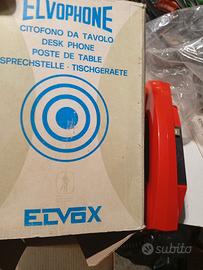 ELVOPHONE
CITOFONO DA TAVOLO
DESK PHONE
POSTE DE TABLE
SPRECHSTELLE - TISCHGERAETE
ELVOX
subito